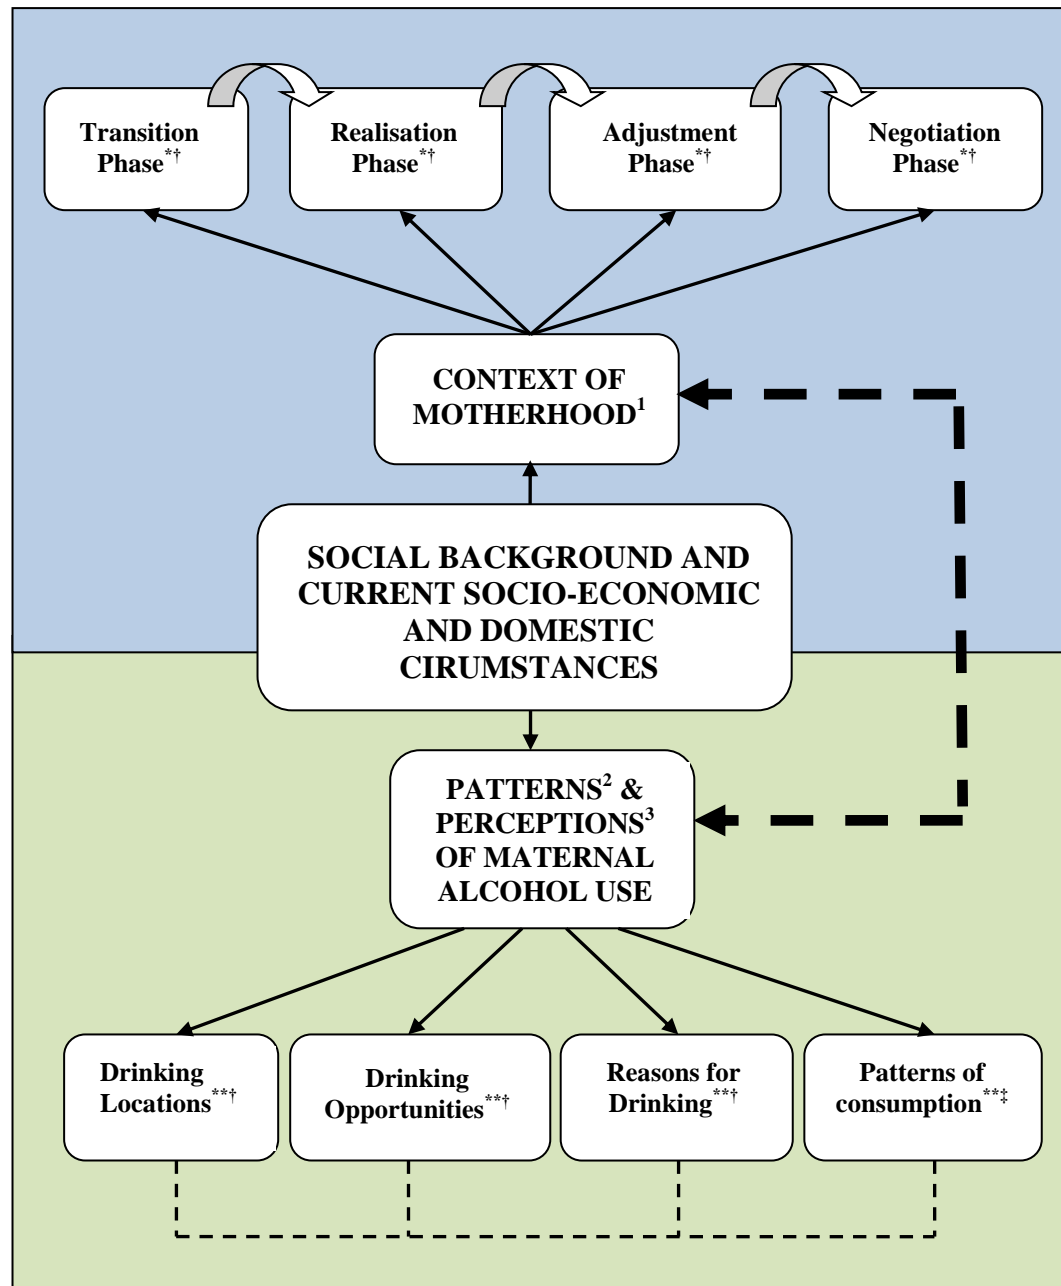 Transition
Phase*†
Realisation
Phase*†
Adjustment
Phase*†
Negotiation
Phase*†
CONTEXT OF
MOTHERHOOD1
SOCIAL BACKGROUND AND
CURRENT SOCIO-ECONOMIC
AND DOMESTIC
CIRUMSTANCES
PATTERNS2 &
PERCEPTIONS3
OF MATERNAL
ALCOHOL USE
Drinking
Locations**†
Drinking
Opportunities**†
Reasons for
Drinking**†
Patterns of
consumption**‡